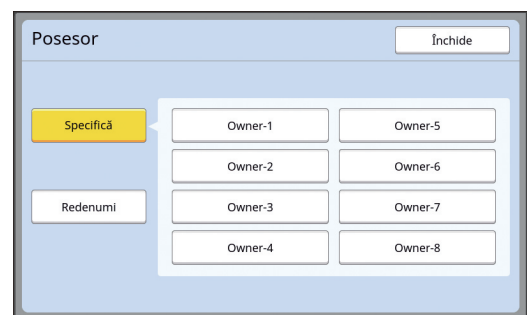 Posesor
Închide
Specifică
Owner-1
Owner-5
Owner-2
Owner-6
Redenumi
Owner-3
Owner-7
Owner-4
Owner-8